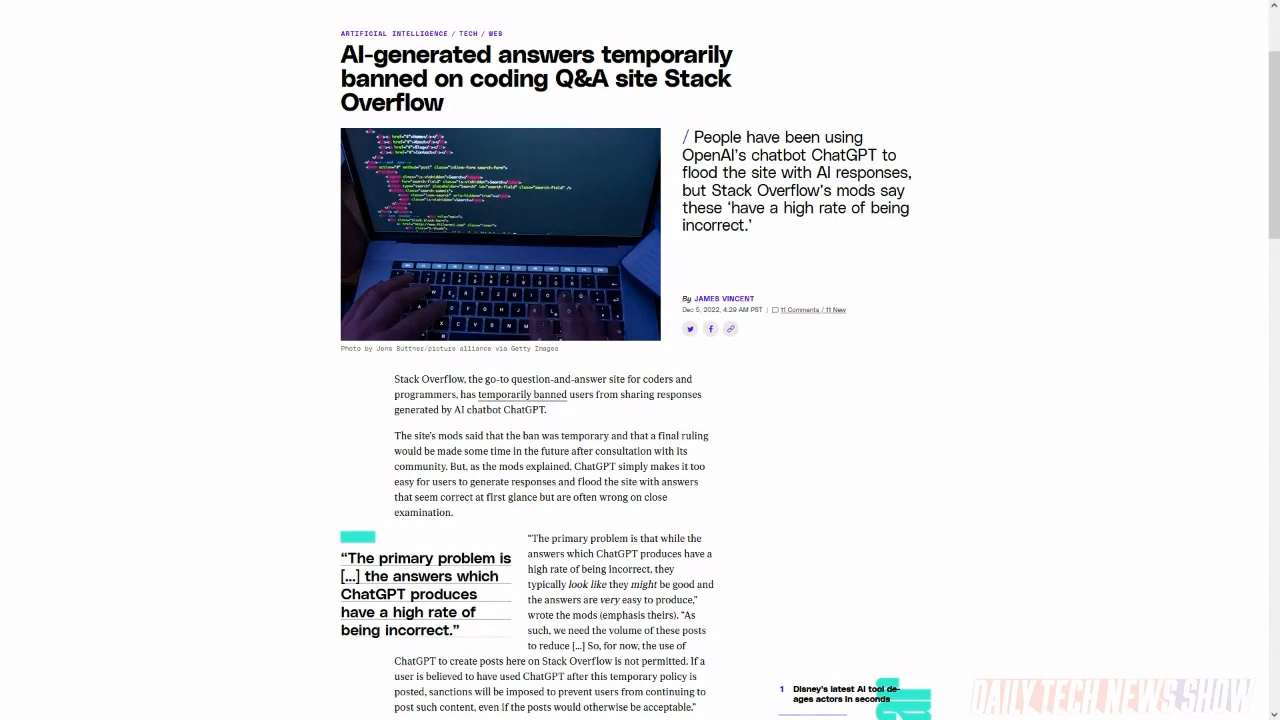 ARTIFICIAL INTELLIGENCE / TECH / WEB
AI-generated answers temporarily
banned on coding Q&A site Stack
Overflow
/ People have been using
OpenAI's chatbot ChatGPT to
flood the site with AI responses,
but Stack Overflow's mods say
these 'have a high rate of being
incorrect.'
By JAMES VINCENT
Dec 5, 2022, 4:29 AM PST | 11 Comments / 11 New
Photo by Jens Büttner/picture alliance via Getty Images
Stack Overflow, the go-to question-and-answer site for coders and
programmers, has temporarily banned users from sharing responses
generated by AI chatbot ChatGPT.
The site's mods said that the ban was temporary and that a final ruling
would be made some time in the future after consultation with its
community. But, as the mods explained, ChatGPT simply makes it too
easy for users to generate responses and flood the site with answers
that seem correct at first glance but are often wrong on close
examination.
“The primary problem is
[...] the answers which
ChatGPT produces
have a high rate of
being incorrect.”
“The primary problem is that while the
answers which ChatGPT produces have a
high rate of being incorrect, they
typically look like they might be good and
the answers are very easy to produce,”
wrote the mods (emphasis theirs). “As
such, we need the volume of these posts
to reduce [...] So, for now, the use of
ChatGPT to create posts here on Stack Overflow is not permitted. If a
user is believed to have used ChatGPT after this temporary policy is
posted, sanctions will be imposed to prevent users from continuing to
post such content, even if the posts would otherwise be acceptable.”
1 Disney's latest AI tool de-
ages actors in seconds
DAILY TECH NEWS SHOW